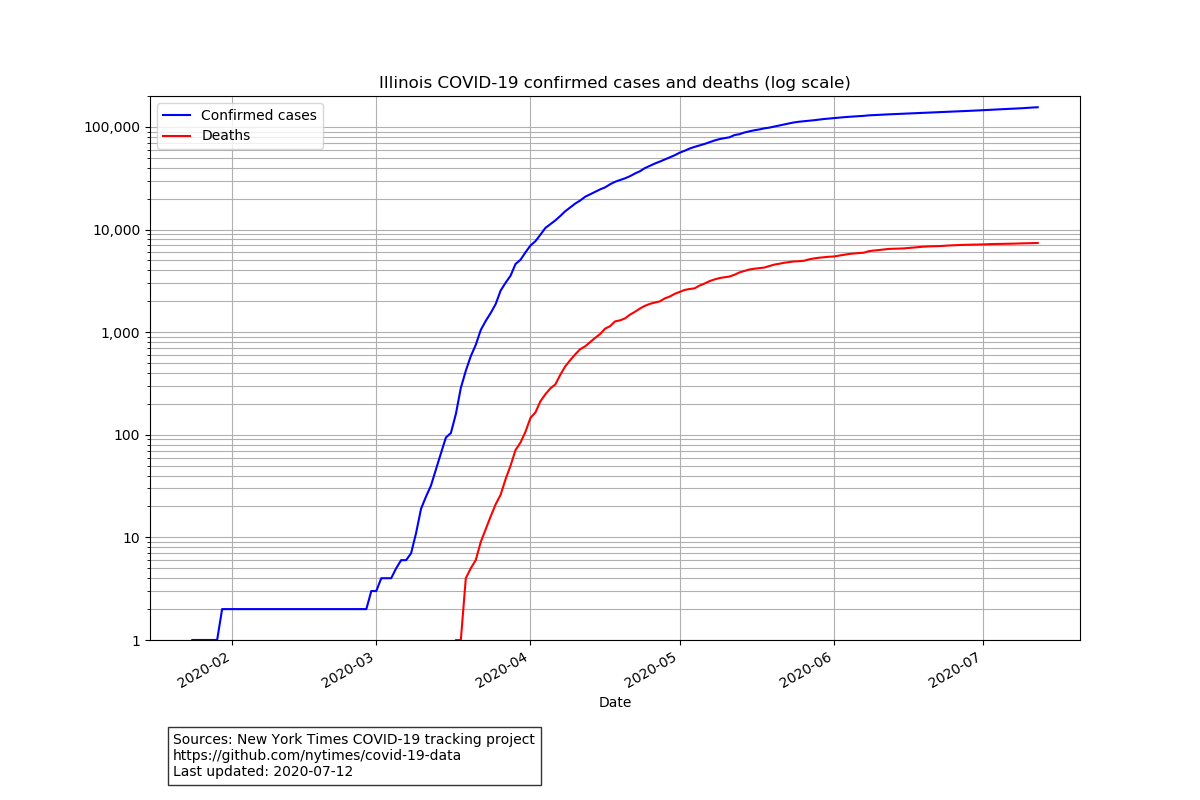 Illinois COVID-19 confirmed cases and deaths (log scale)
Confirmed cases
Deaths
100,000
10,000
1,000
100
10
1
2020-02
2020-03
2020-04
2020-05
2020-06
2020-07
Date
Sources: New York Times COVID-19 tracking project
https://github.com/nytimes/covid-19-data
Last updated: 2020-07-12